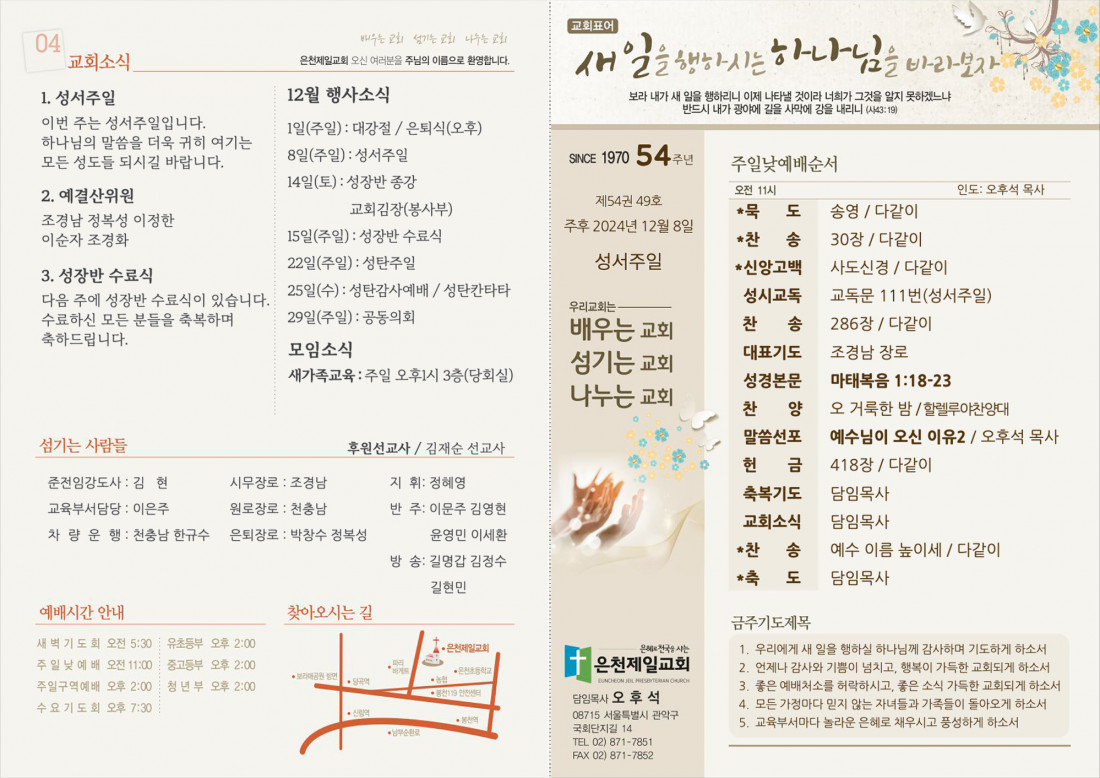 04
교회소식
배우는 교회 섬기는 교회 나누는 교회
은천제일교회 오신 여러분을 주님의 이름으로 환영합니다.
1. 성서주일
이번 주는 성서주일입니다.
하나님의 말씀을 더욱 귀히 여기는
모든 성도들 되시길 바랍니다.
2. 예결산위원
조경남 정복성 이정한
이순자 조경화
3. 성장반 수료식
다음 주에 성장반 수료식이 있습니다.
수료하신 모든 분들을 축복하며
축하드립니다.
12월 행사소식
1일(주일) : 대강절 / 은퇴식(오후)
8일(주일) : 성서주일
14일(토) : 성장반 종강
교회김장(봉사부)
15일(주일) : 성장반 수료식
22일(주일) : 성탄주일
25일(수) : 성탄감사예배 / 성탄칸타타
29일(주일) : 공동의회
모임소식
새가족교육 : 주일 오후1시 3층(당회실)
섬기는 사람들
후원선교사 / 김재순 선교사
준전임강도사 : 김 현
교육부서담당 : 이은주
차 량 운 행 : 천충남 한규수
시무장로 : 조경남
원로장로 : 천충남
은퇴장로 : 박창수 정복성
지 휘: 정혜영
반 주: 이문주 김영현
윤영민 이세환
방 송: 길명갑 김정수
길현민
예배시간 안내
새 벽 기 도 회 오전 5:30
주 일 낮 예 배 오전 11:00
주일구역예배 오후 2:00
수 요 기 도 회 오후 7:30
유초등부 오후 2:00
중고등부 오후 2:00
청 년 부 오후 2:00
찾아오시는 길
은천제일교회
파리
바게트
은천초등학교
보라매공원 방면
당곡역
농협
봉천119 안전센터
신림역
봉천역
남부순환로
교회표어
새 일을 행하시는 하나님을 바라보자
보라 내가 새 일을 행하리니 이제 나타낼 것이라 너희가 그것을 알지 못하겠느냐
반드시 내가 광야에 길을 사막에 강을 내리니 (사43:19)
SINCE 1970 54주년
제54권 49호
주후 2024년 12월 8일
성서주일
우리교회는
배우는 교회
섬기는 교회
나누는 교회
은혜로 천국을 사는
은천제일교회
EUNCHEON JEIL PRESBYTERIAN CHURCH
담임목사 오 후 석
08715 서울특별시 관악구
국회단지길 14
TEL 02) 871-7851
FAX 02) 871-7852
주일낮예배순서
오전 11시 인도: 오후석 목사
*묵 도 송영 / 다같이
*찬 송 30장 / 다같이
*신앙고백 사도신경 / 다같이
성시교독 교독문 111번(성서주일)
찬 송 286장 / 다같이
대표기도 조경남 장로
성경본문 마태복음 1:18-23
찬 양 오 거룩한 밤 / 할렐루야찬양대
말씀선포 예수님이 오신 이유2 / 오후석 목사
헌 금 418장 / 다같이
축복기도 담임목사
교회소식 담임목사
*찬 송 예수 이름 높이세 / 다같이
*축 도 담임목사
금주기도제목
1. 우리에게 새 일을 행하실 하나님께 감사하며 기도하게 하소서
2. 언제나 감사와 기쁨이 넘치고, 행복이 가득한 교회되게 하소서
3. 좋은 예배처소를 허락하시고, 좋은 소식 가득한 교회되게 하소서
4. 모든 가정마다 믿지 않는 자녀들과 가족들이 돌아오게 하소서
5. 교육부서마다 놀라운 은혜로 채우시고 풍성하게 하소서